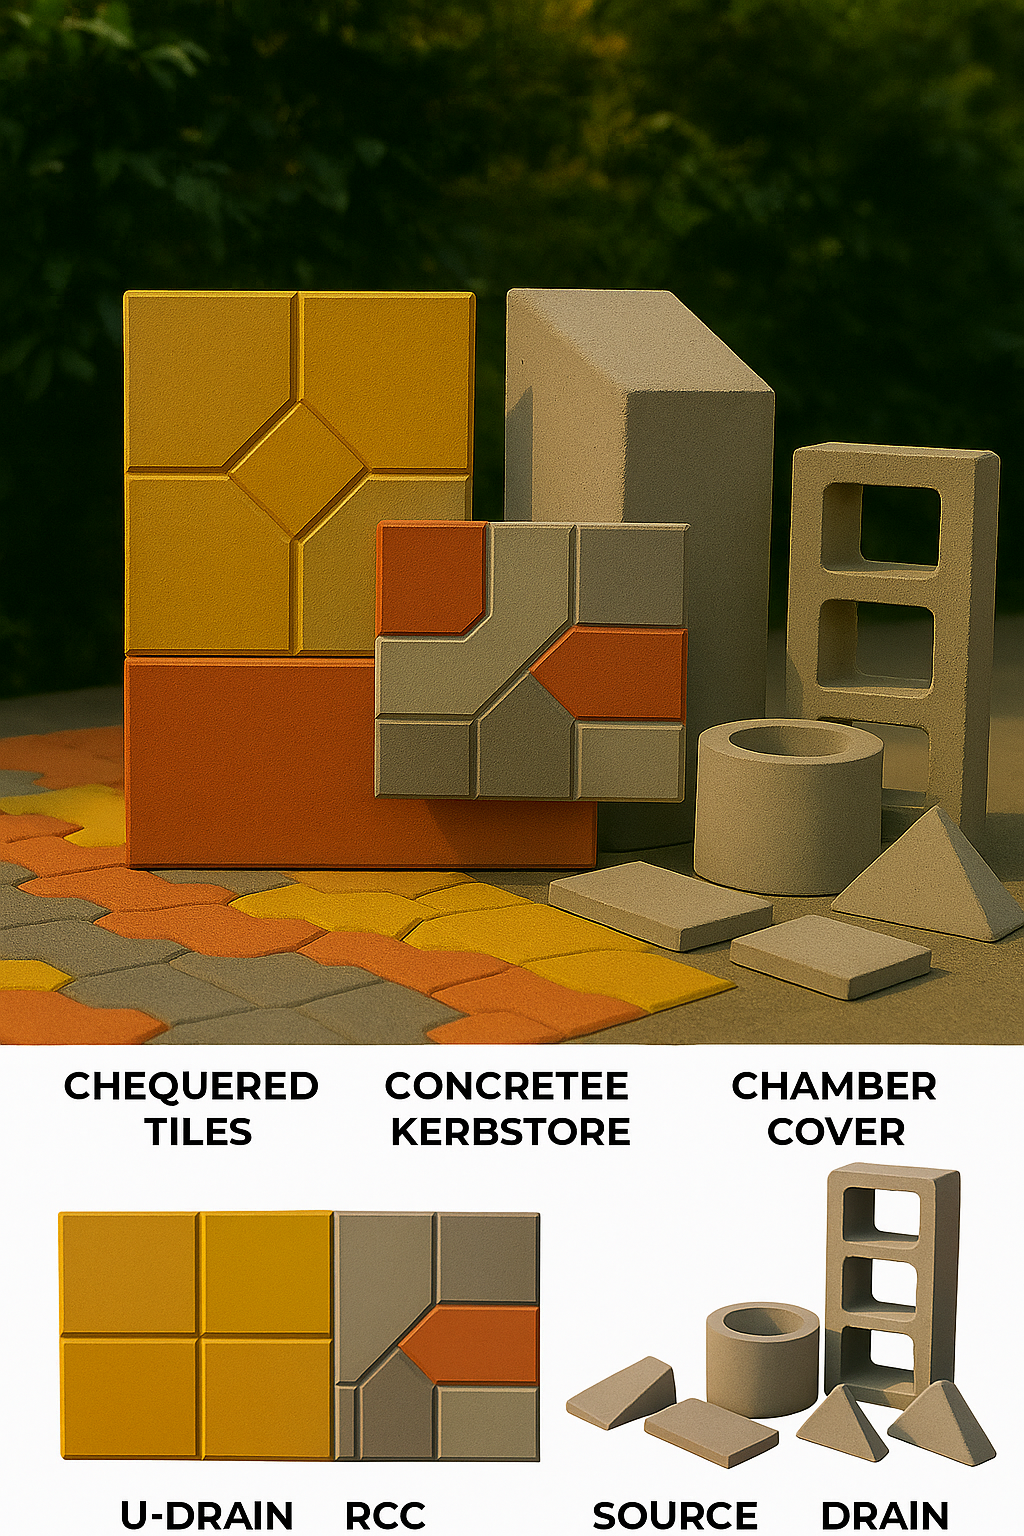 CHEQUERED TILES
CONCRETEE KERBSTORE
CHAMBER COVER
U-DRAIN
RCC
SOURCE
DRAIN